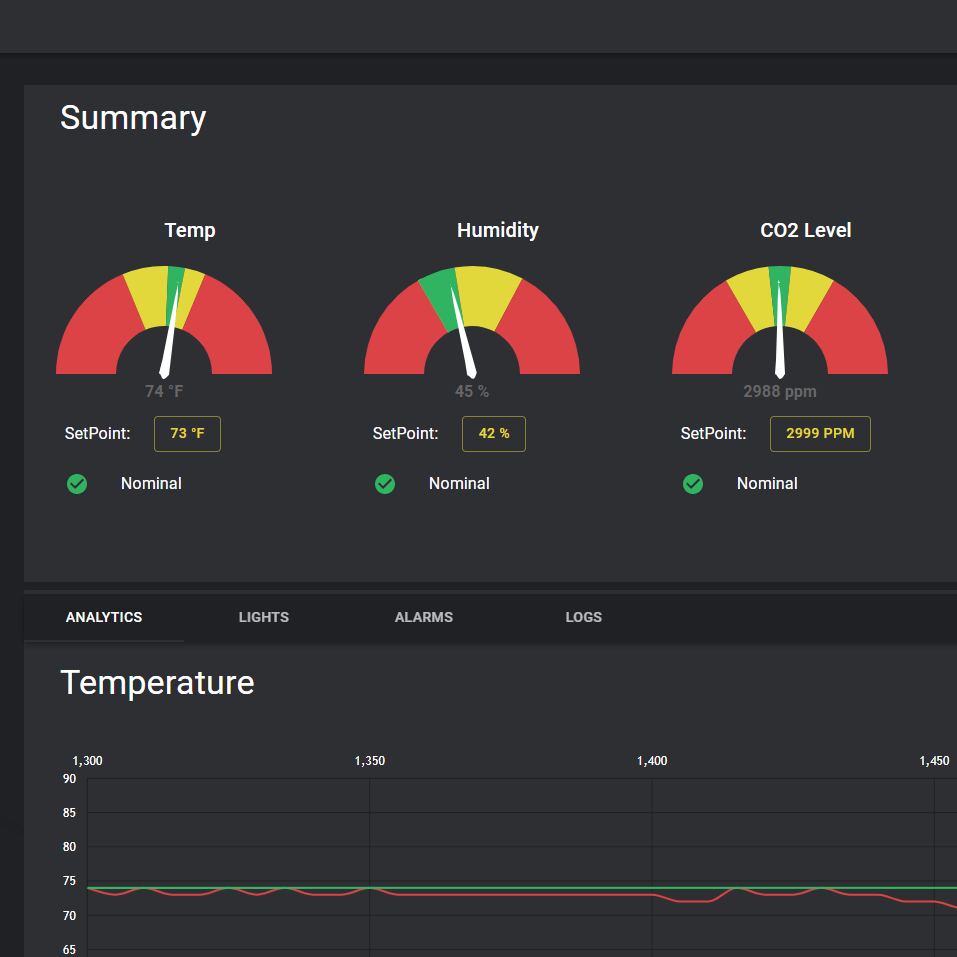 Summary
Temp Humidity CO2 Level
74 °F 45 % 2988 ppm
SetPoint: 73 °F SetPoint: 42 % SetPoint: 2999 PPM
Nominal Nominal Nominal
ANALYTICS LIGHTS ALARMS LOGS
Temperature
1,300 1,350 1,400 1,450
90
85
80
75
70
65